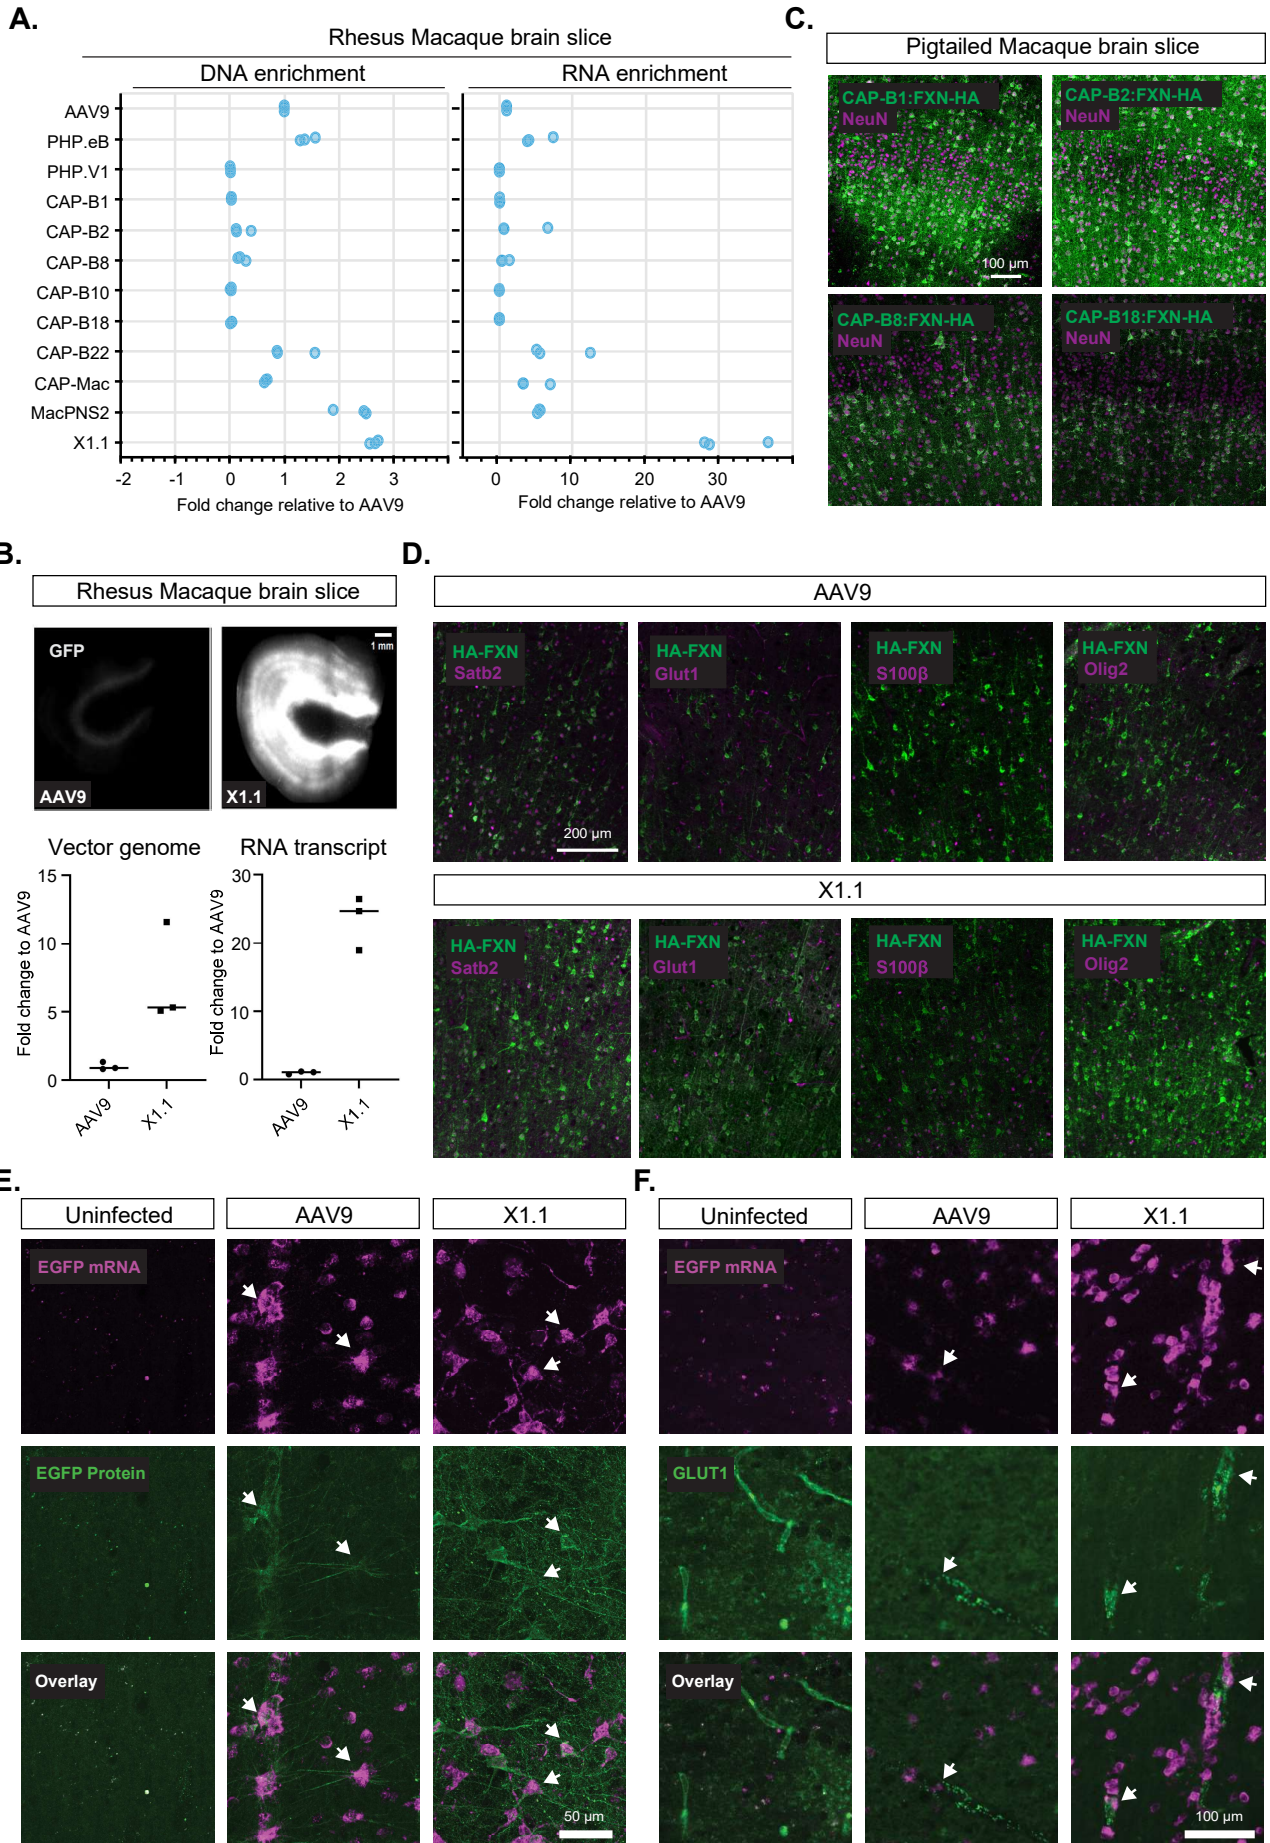 A.
Rhesus Macaque brain slice
DNA enrichment
RNA enrichment
AAV9
PHP.eB
PHP.V1
CAP-B1
CAP-B2
CAP-B8
CAP-B10
CAP-B18
CAP-B22
CAP-Mac
MacPNS2
X1.1
-2 -1 0 1 2 3
0 10 20 30
Fold change relative to AAV9
Fold change relative to AAV9
C.
Pigtailed Macaque brain slice
CAP-B1:FXN-HA
NeuN
100 µm
CAP-B2:FXN-HA
NeuN
CAP-B8:FXN-HA
NeuN
CAP-B18:FXN-HA
NeuN
B.
Rhesus Macaque brain slice
GFP
AAV9
1 mm
X1.1
Vector genome
Fold change to AAV9
15
10
5
0
AAV9
X1.1
RNA transcript
Fold change to AAV9
30
20
10
0
AAV9
X1.1
D.
AAV9
HA-FXN
Satb2
200 µm
HA-FXN
Glut1
HA-FXN
S100β
HA-FXN
Olig2
X1.1
HA-FXN
Satb2
HA-FXN
Glut1
HA-FXN
S100β
HA-FXN
Olig2
E.
Uninfected
AAV9
X1.1
EGFP mRNA
EGFP Protein
Overlay
50 µm
F.
Uninfected
AAV9
X1.1
EGFP mRNA
GLUT1
Overlay
100 µm